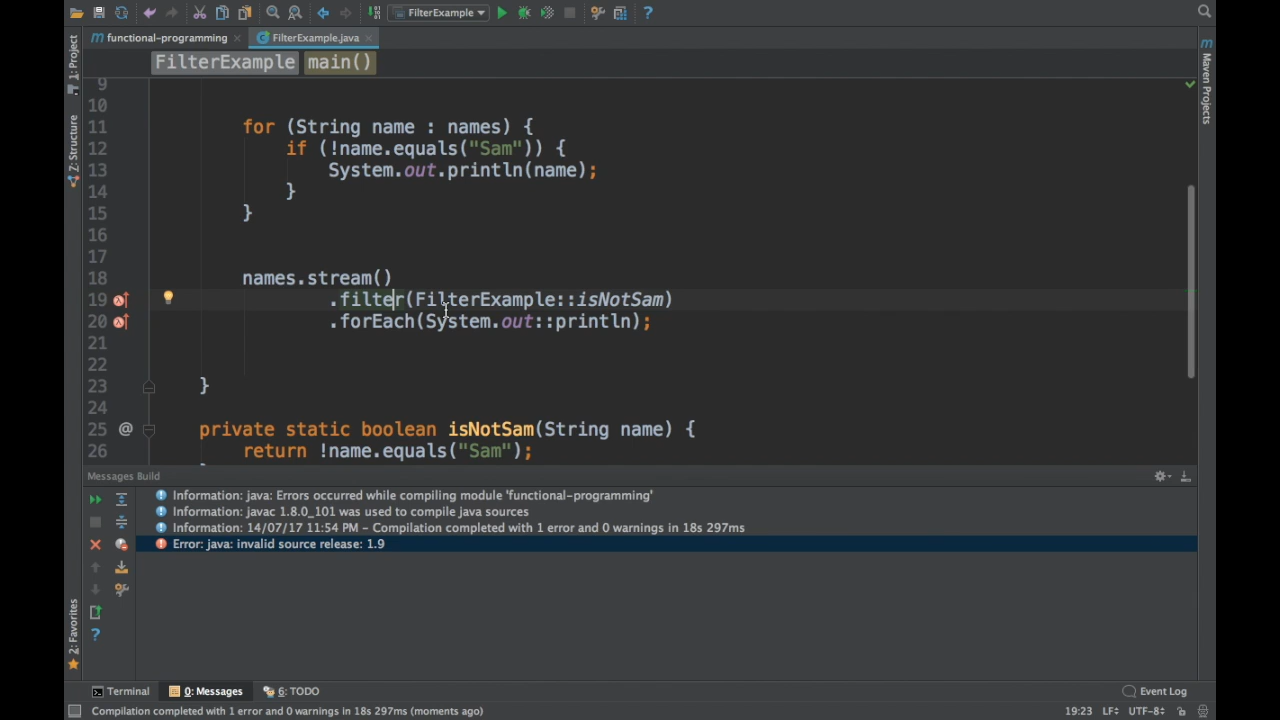 FilterExample
functional-programming
FilterExample.java
FilterExample main()
1: Project
Z: Structure
2: Favorites
Maven Projects
9
10
11 for (String name : names) {
12 if (!name.equals("Sam")) {
13 System.out.println(name);
14 }
15 }
16
17
18 names.stream()
19 .filter(FilterExample::isNotSam)
20 .forEach(System.out::println);
21
22
23 }
24
25 @ private static boolean isNotSam(String name) {
26 return !name.equals("Sam");
Messages Build
Information: java: Errors occurred while compiling module 'functional-programming'
Information: javac 1.8.0_101 was used to compile java sources
Information: 14/07/17 11:54 PM - Compilation completed with 1 error and 0 warnings in 18s 297ms
Error: java: invalid source release: 1.9
Terminal 0: Messages 6: TODO Event Log
Compilation completed with 1 error and 0 warnings in 18s 297ms (moments ago) 19:23 LF UTF-8